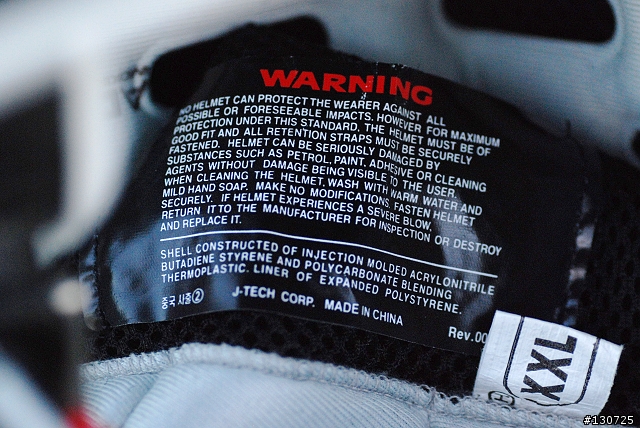 WARNING
NO HELMET CAN PROTECT THE WEARER AGAINST ALL
POSSIBLE OR FORESEEABLE IMPACTS. HOWEVER FOR MAXIMUM
PROTECTION UNDER THIS STANDARD, THE HELMET MUST BE OF
GOOD FIT AND ALL RETENTION STRAPS MUST BE SECURELY
FASTENED. HELMET CAN BE SERIOUSLY DAMAGED BY
SUBSTANCES SUCH AS PETROL, PAINT, ADHESIVE OR CLEANING
AGENTS WITHOUT DAMAGE BEING VISIBLE TO THE USER.
WHEN CLEANING THE HELMET, WASH WITH WARM WATER AND
MILD HAND SOAP. MAKE NO MODIFICATIONS. FASTEN HELMET
SECURELY. IF HELMET EXPERIENCES A SEVERE BLOW,
RETURN IT TO THE MANUFACTURER FOR INSPECTION OR DESTROY
AND REPLACE IT.
SHELL CONSTRUCTED OF INJECTION MOLDED ACRYLONITRILE
BUTADIENE STYRENE AND POLYCARBONATE BLENDING
THERMOPLASTIC. LINER OF EXPANDED POLYSTYRENE.
J-TECH CORP. MADE IN CHINA
Rev.00
XXL
#130725